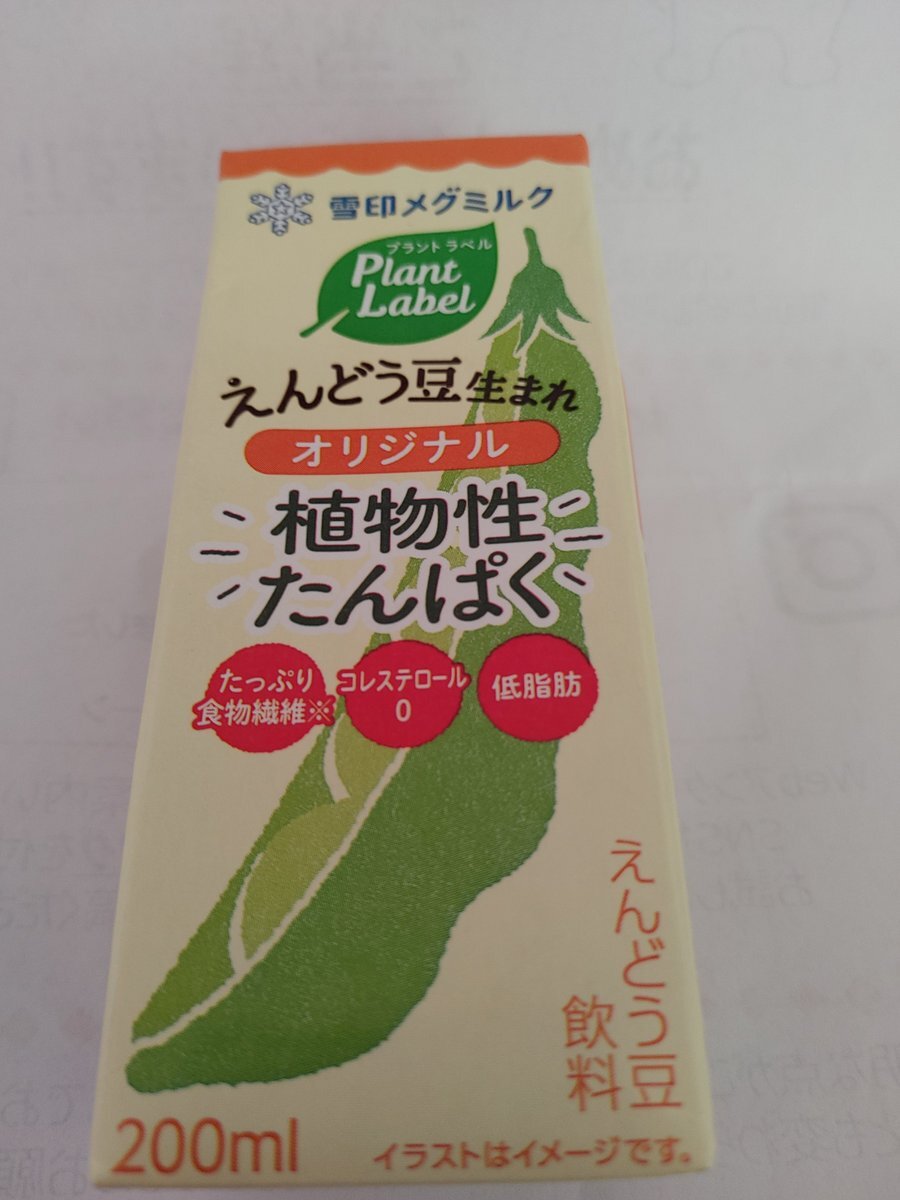 雪印メグミルク
プラントラベル
Plant
Label
えんどう豆生まれ
オリジナル
植物性
たんぱく
たっぷり
食物繊維※
コレステロール
0
低脂肪
えんどう豆
飲料
200ml
イラストはイメージです。